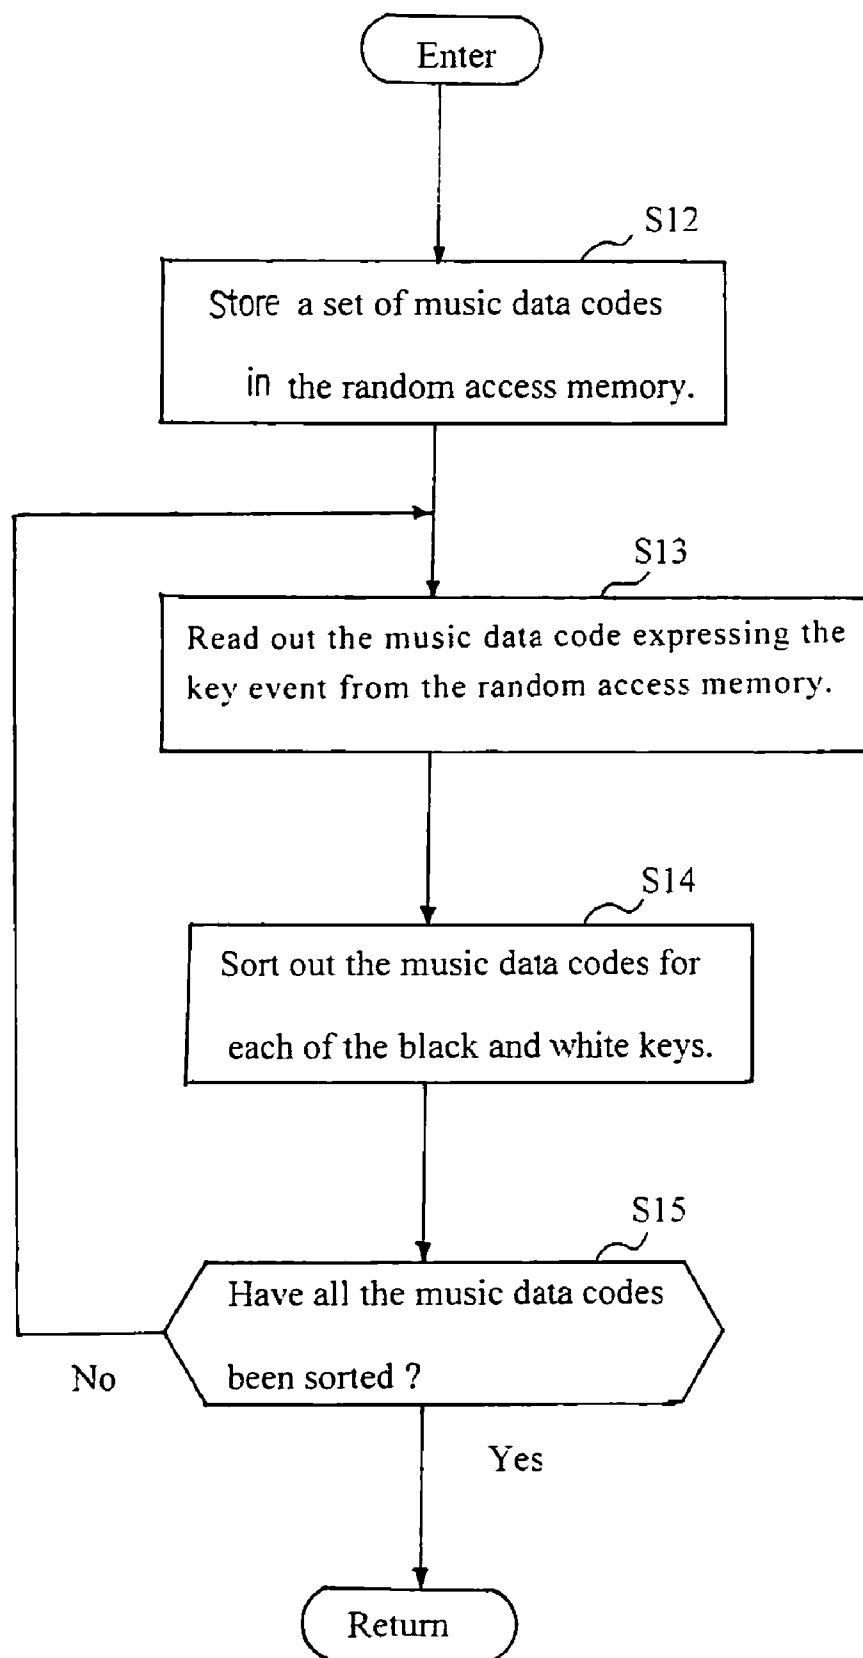 Enter
S12
Store a set of music data codes
in the random access memory.
S13
Read out the music data code expressing the
key event from the random access memory.
S14
Sort out the music data codes for
each of the black and white keys.
S15
Have all the music data codes
been sorted ?
No
Yes
Return